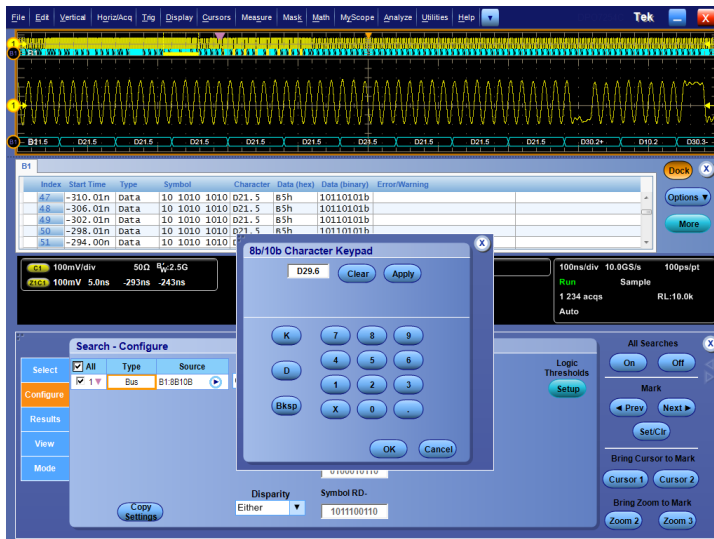 File Edit Vertical Horiz/Acq Trig Display Cursors Measure Mask Math MyScope Analyze Utilities Help Tek X
1
B1 B1
1
B1 B21.5 D21.5 D21.5 D21.5 D21.5 D21.5 D21.5 D21.5 D21.5 D30.2+ D10.2 D30.3-
B1 Dock X
Index Start Time Type Symbol Character Data (hex) Data (binary) Error/Warning
47 -310.01n Data 10 1010 1010 D21.5 B5h 10110101b
48 -306.01n Data 10 1010 1010 D21.5 B5h 10110101b
49 -302.01n Data 10 1010 1010 D21.5 B5h 10110101b
50 -298.01n Data 10 1010 1010 D21.5 B5h 10110101b
51 -294.00n Data 10 1010 1010
Options
More
8b/10b Character Keypad X
D29.6 Clear Apply
K 7 8 9
D 4 5 6
1 2 3
Bksp X 0 .
OK Cancel
C1 100mV/div 50Ω BW:2.5G
Z1C1 100mV 5.0ns -293ns -243ns
100ns/div 10.0GS/s 100ps/pt
Run Sample
1 234 acqs RL:10.0k
Auto
Search - Configure
Select
Configure
Results
View
Mode
All Type Source
1 Bus B1:8B10B
Logic
Thresholds
Setup
0100010110
Disparity Symbol RD-
Either 1011100110
Copy
Settings
All Searches X
On Off
Mark
Prev Next
Set/Clr
Bring Cursor to Mark
Cursor 1 Cursor 2
Bring Zoom to Mark
Zoom 2 Zoom 3